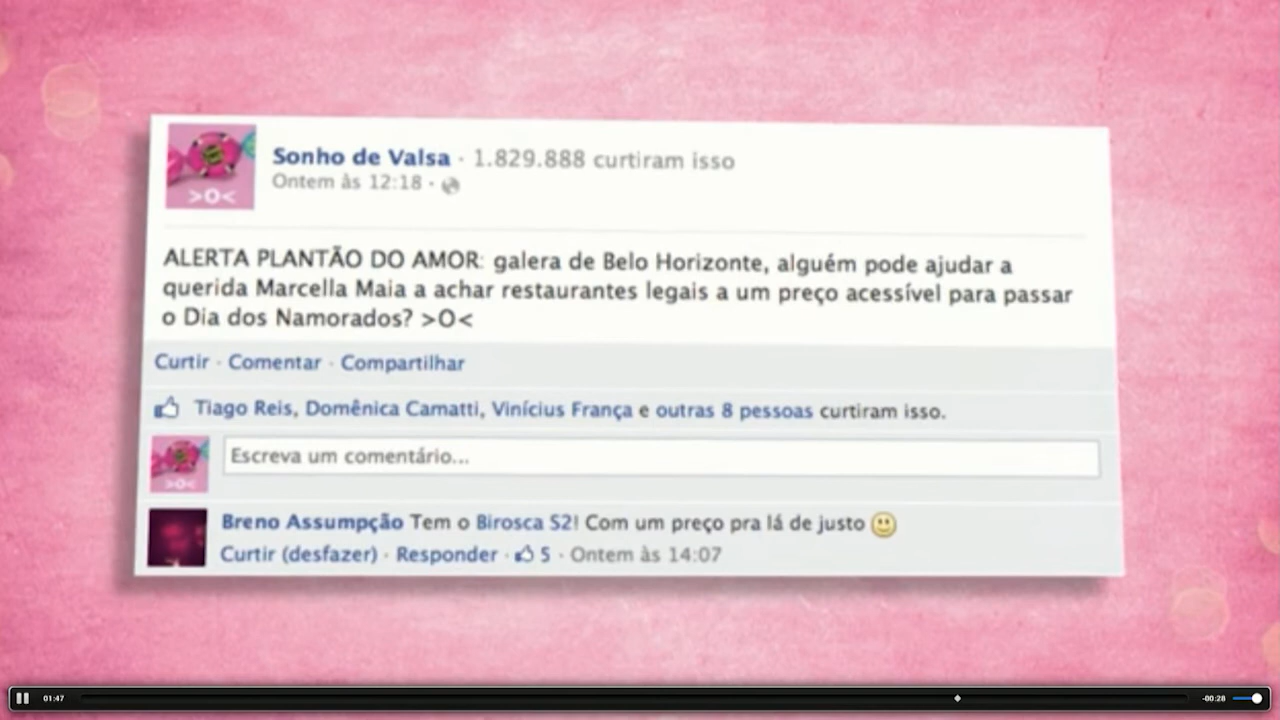 Sonho de Valsa · 1.829.888 curtiram isso
Ontem às 12:18 ·
>O<
ALERTA PLANTÃO DO AMOR: galera de Belo Horizonte, alguém pode ajudar a
querida Marcella Maia a achar restaurantes legais a um preço acessível para passar
o Dia dos Namorados? >O<
Curtir · Comentar · Compartilhar
Tiago Reis, Domênica Camatti, Vinícius França e outras 8 pessoas curtiram isso.
Escreva um comentário...
>O<
Breno Assumpção Tem o Birosca S2! Com um preço pra lá de justo
Curtir (desfazer) · Responder · 5 · Ontem às 14:07
01:47
-00:28